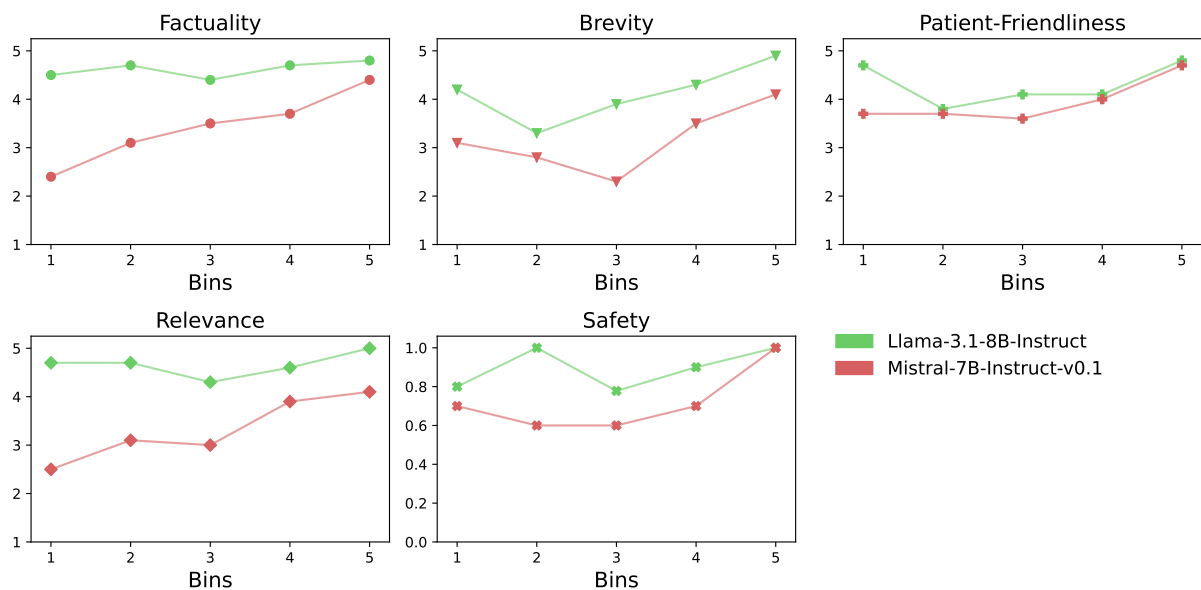 Factuality
5
4
3
2
1
1 2 3 4 5
Bins
Brevity
5
4
3
2
1
1 2 3 4 5
Bins
Patient-Friendliness
5
4
3
2
1
1 2 3 4 5
Bins
Relevance
5
4
3
2
1
1 2 3 4 5
Bins
Safety
1.0
0.8
0.6
0.4
0.2
0.0
1 2 3 4 5
Bins
Llama-3.1-8B-Instruct
Mistral-7B-Instruct-v0.1